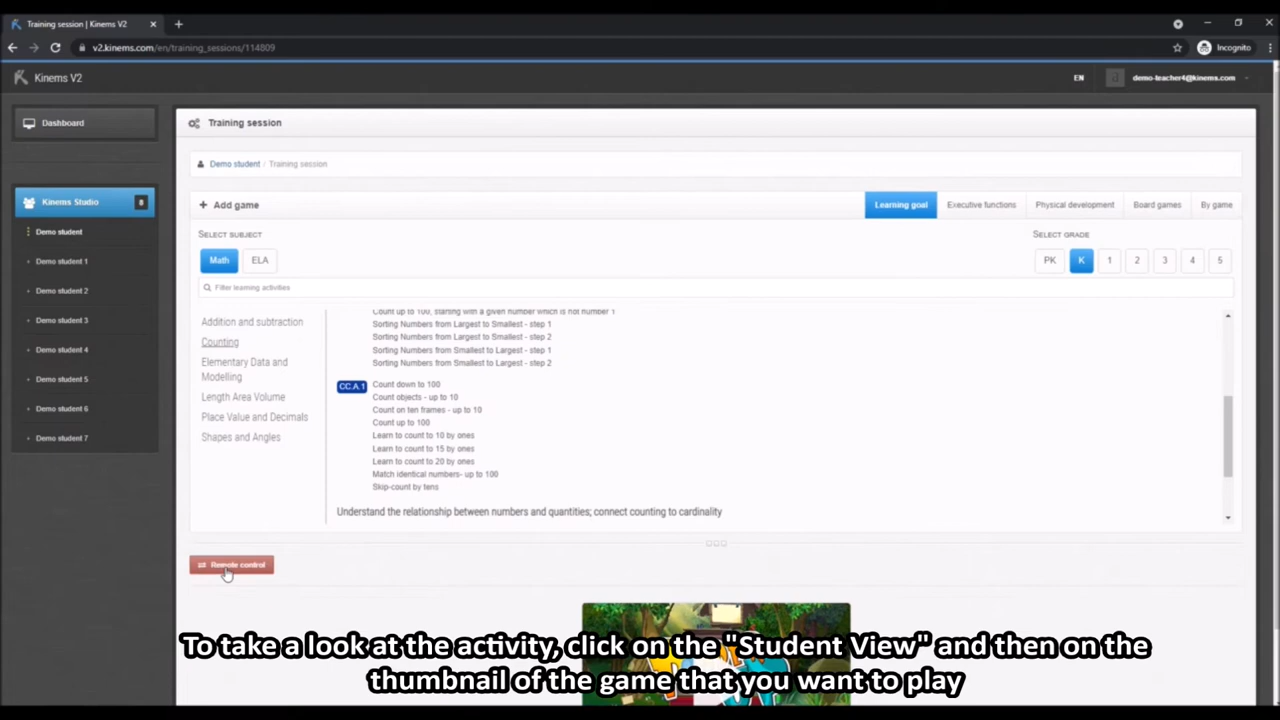 Training session | Kinems V2
v2.kinems.com/en/training_sessions/114809
Incognito
Kinems V2
EN
demo-teacher4@kinems.com
Dashboard
Training session
Demo student / Training session
Kinems Studio 8
Add game
Learning goal Executive functions Physical development Board games By game
Demo student
SELECT SUBJECT
SELECT GRADE
Math ELA
PK K 1 2 3 4 5
Demo student 1
Filter learning activities
Demo student 2
Demo student 3
Demo student 4
Demo student 5
Demo student 6
Demo student 7
Addition and subtraction
Counting
Elementary Data and
Modelling
Length Area Volume
Place Value and Decimals
Shapes and Angles
Count up to 100, starting with a given number which is not number 1
Sorting Numbers from Largest to Smallest - step 1
Sorting Numbers from Largest to Smallest - step 2
Sorting Numbers from Smallest to Largest - step 1
Sorting Numbers from Smallest to Largest - step 2
CC.A.1 Count down to 100
Count objects - up to 10
Count on ten frames - up to 10
Count up to 100
Learn to count to 10 by ones
Learn to count to 15 by ones
Learn to count to 20 by ones
Match identical numbers- up to 100
Skip-count by tens
Understand the relationship between numbers and quantities; connect counting to cardinality
Remote control
To take a look at the activity, click on the "Student View" and then on the
thumbnail of the game that you want to play